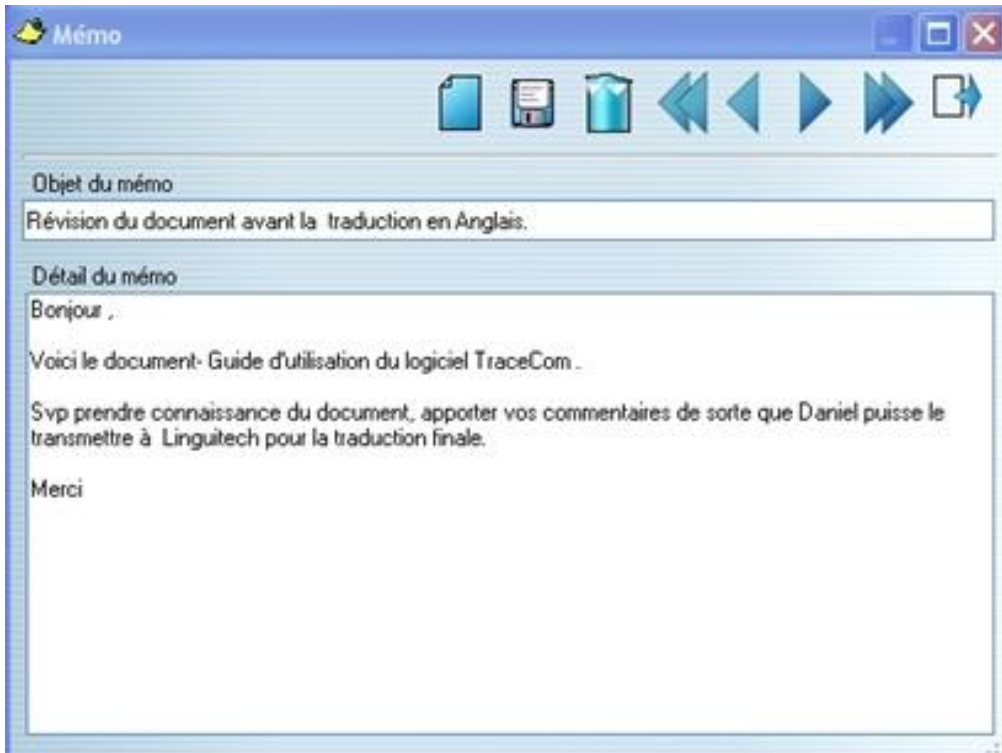 Mémo
Objet du mémo
Révision du document avant la  traduction en Anglais.
Détail du mémo
Bonjour ,
Voici le document- Guide d'utilisation du logiciel TraceCom .
Svp prendre connaissance du document, apporter vos commentaires de sorte que Daniel puisse le
transmettre à  Linguitech pour la traduction finale.
Merci